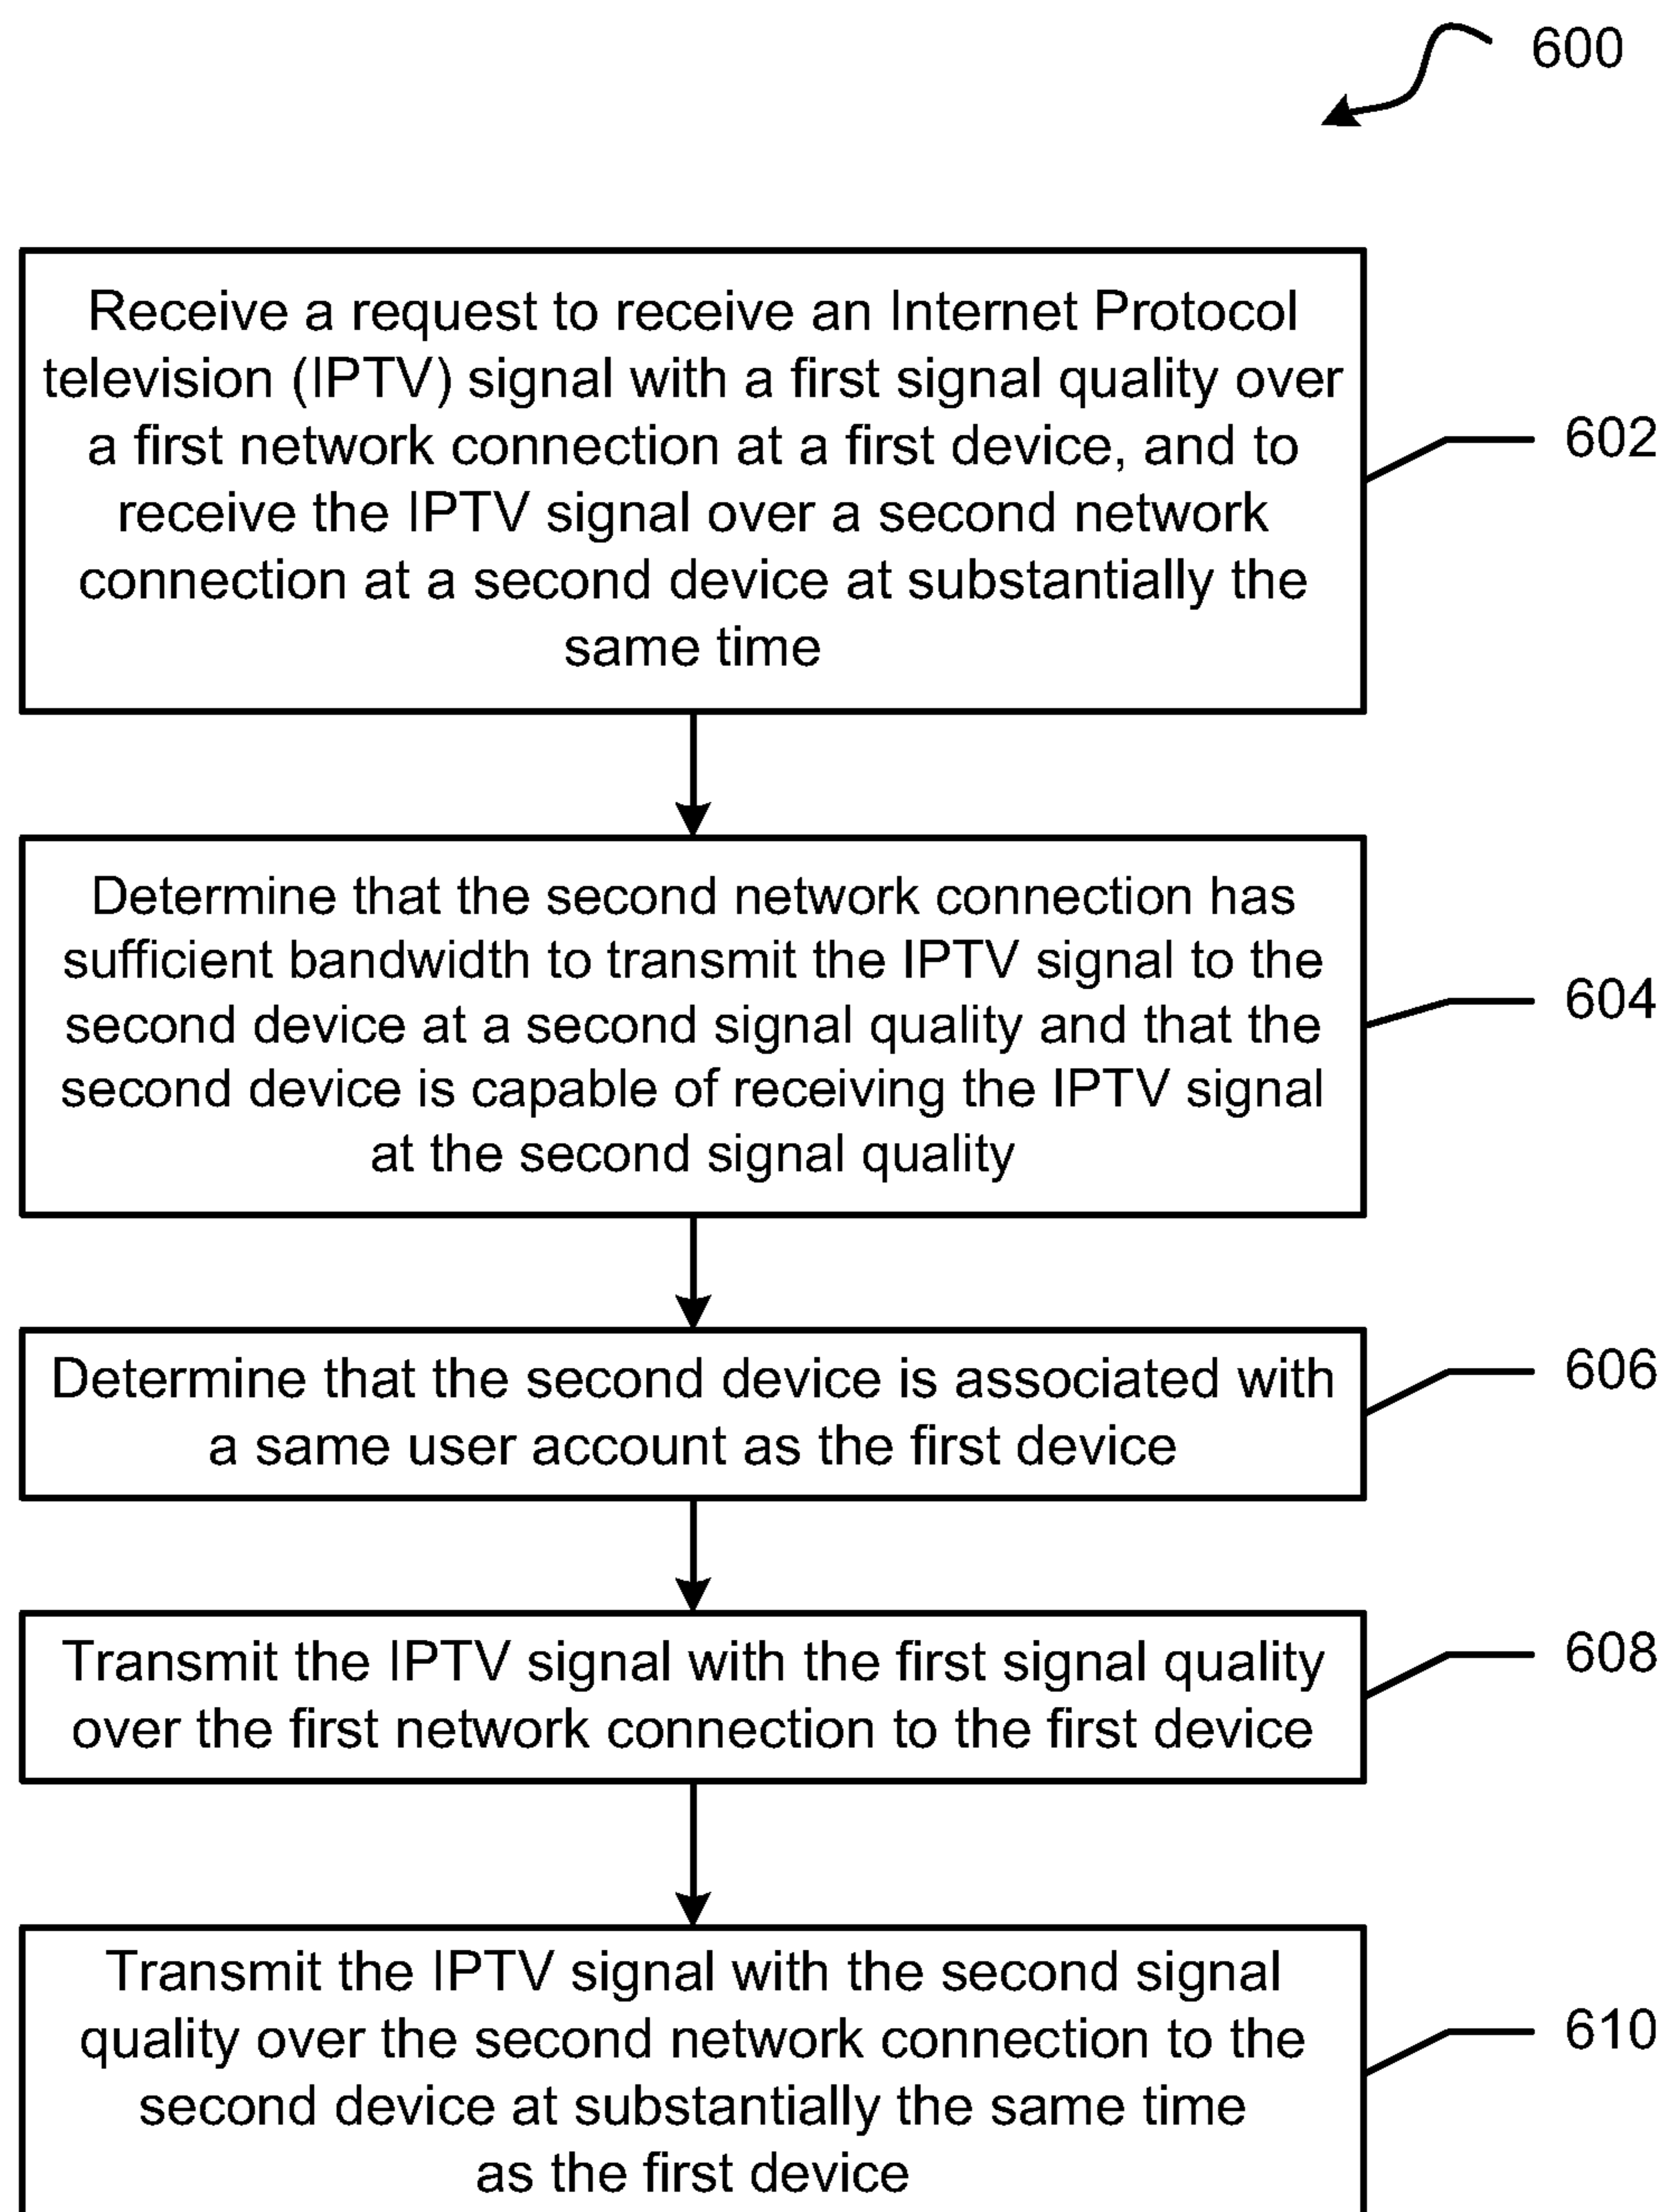 600
Receive a request to receive an Internet Protocol
television (IPTV) signal with a first signal quality over
a first network connection at a first device, and to
receive the IPTV signal over a second network
connection at a second device at substantially the
same time
602
Determine that the second network connection has
sufficient bandwidth to transmit the IPTV signal to the
second device at a second signal quality and that the
second device is capable of receiving the IPTV signal
at the second signal quality
604
Determine that the second device is associated with
a same user account as the first device
606
Transmit the IPTV signal with the first signal quality
over the first network connection to the first device
608
Transmit the IPTV signal with the second signal
quality over the second network connection to the
second device at substantially the same time
as the first device
610